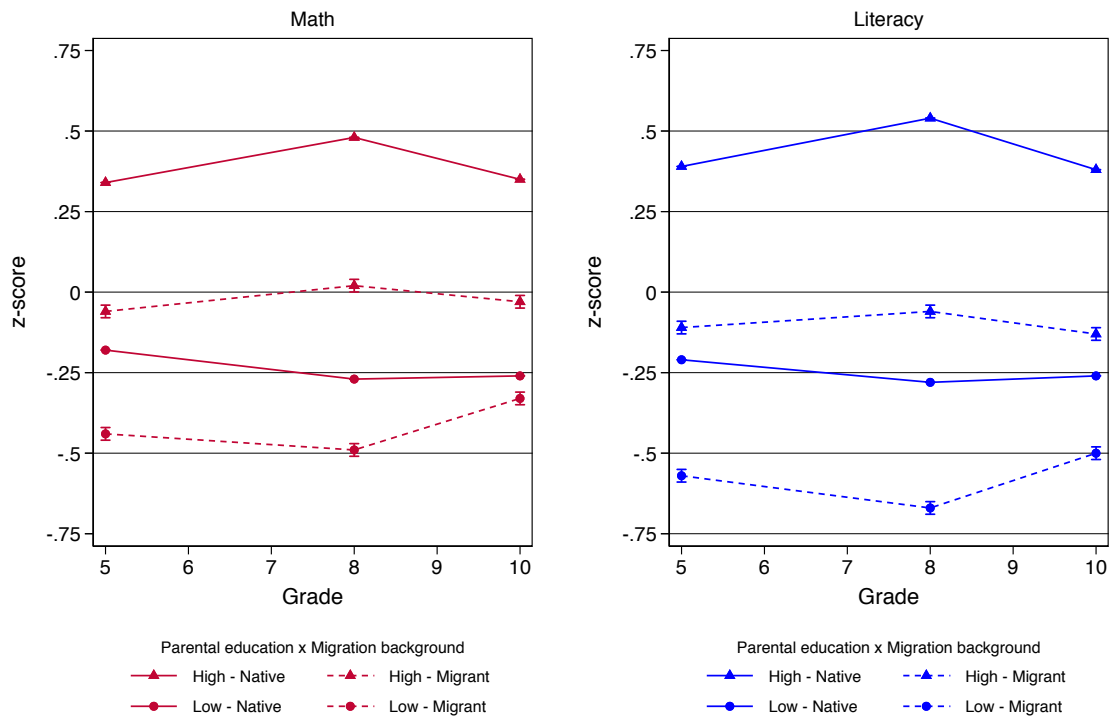 Math
.75
.5
.25
0
-.25
-.5
-.75
z-score
5 6 7 8 9 10
Grade
Parental education x Migration background
High - Native High - Migrant
Low - Native Low - Migrant
Literacy
.75
.5
.25
0
-.25
-.5
-.75
z-score
5 6 7 8 9 10
Grade
Parental education x Migration background
High - Native High - Migrant
Low - Native Low - Migrant